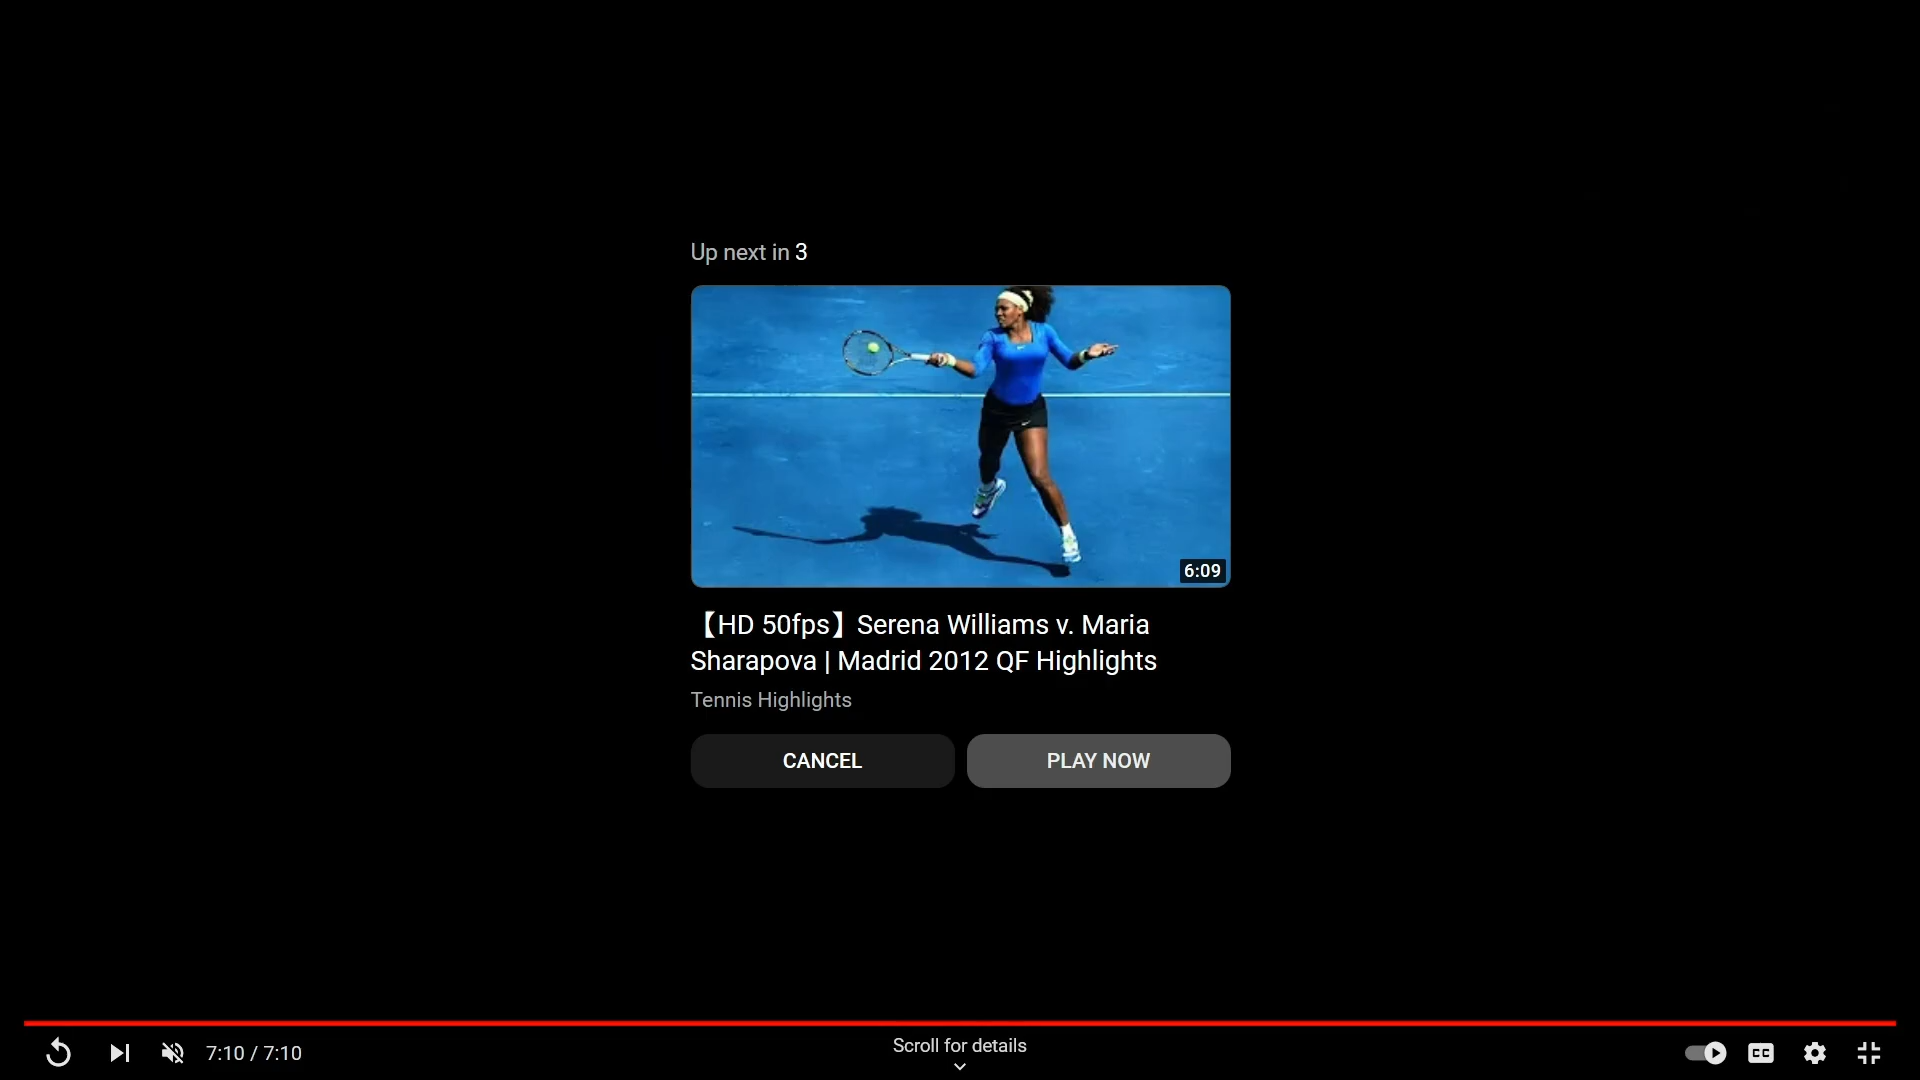 Up next in 3
6:09
【HD 50fps】Serena Williams v. Maria
Sharapova | Madrid 2012 QF Highlights
Tennis Highlights
CANCEL
PLAY NOW
7:10 / 7:10
Scroll for details
CC